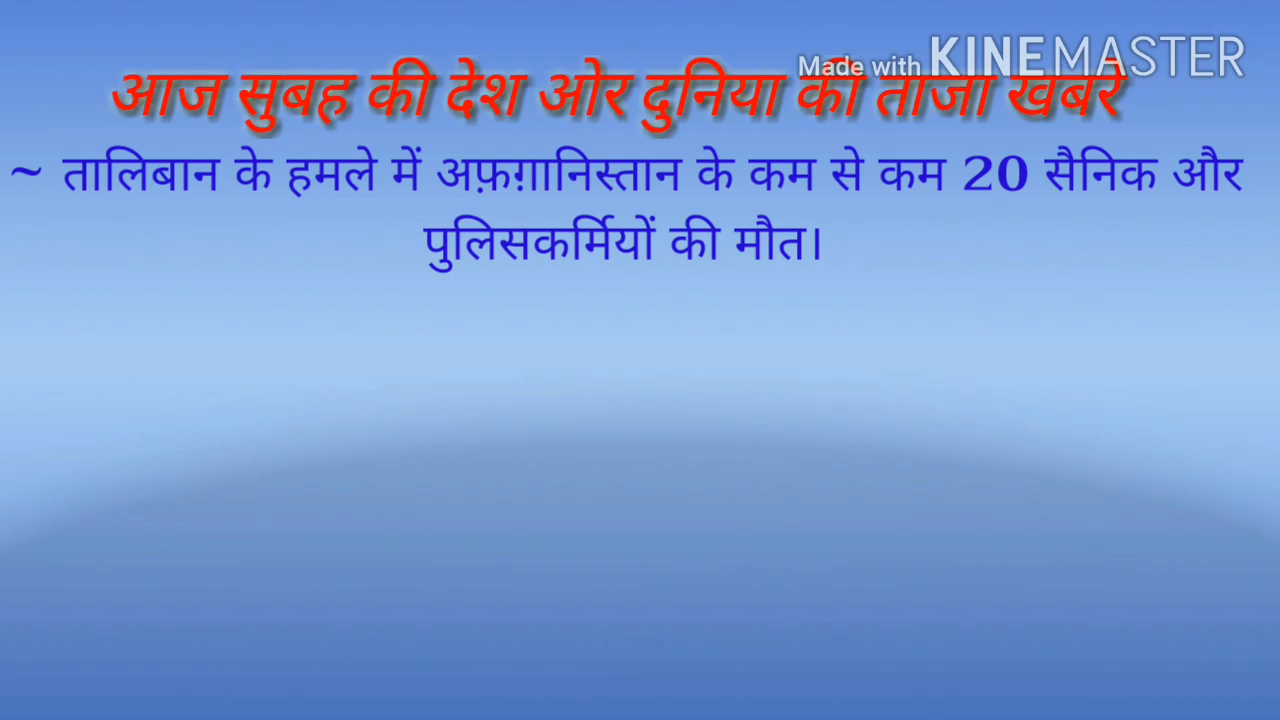 Made with KINEMASTER
आज सुबह की देश ओर दुनिया की ताजा खबरे
~ तालिबान के हमले में अफ़ग़ानिस्तान के कम से कम 20 सैनिक और
पुलिसकर्मियों की मौत।